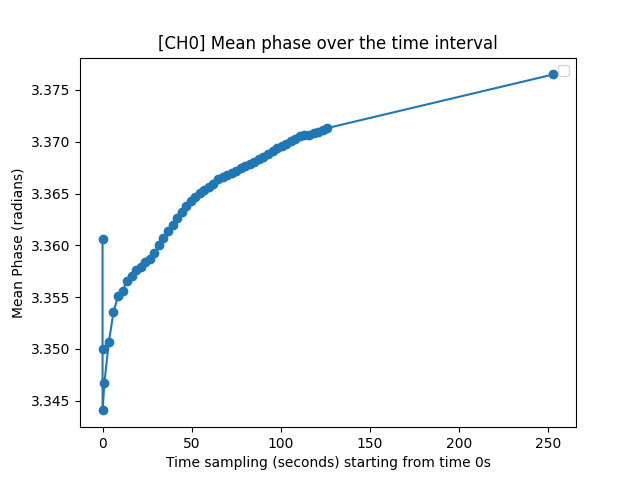 [CH0] Mean phase over the time interval
3.375
3.370
3.365
3.360
3.355
3.350
3.345
Mean Phase (radians)
0 50 100 150 200 250
Time sampling (seconds) starting from time 0s